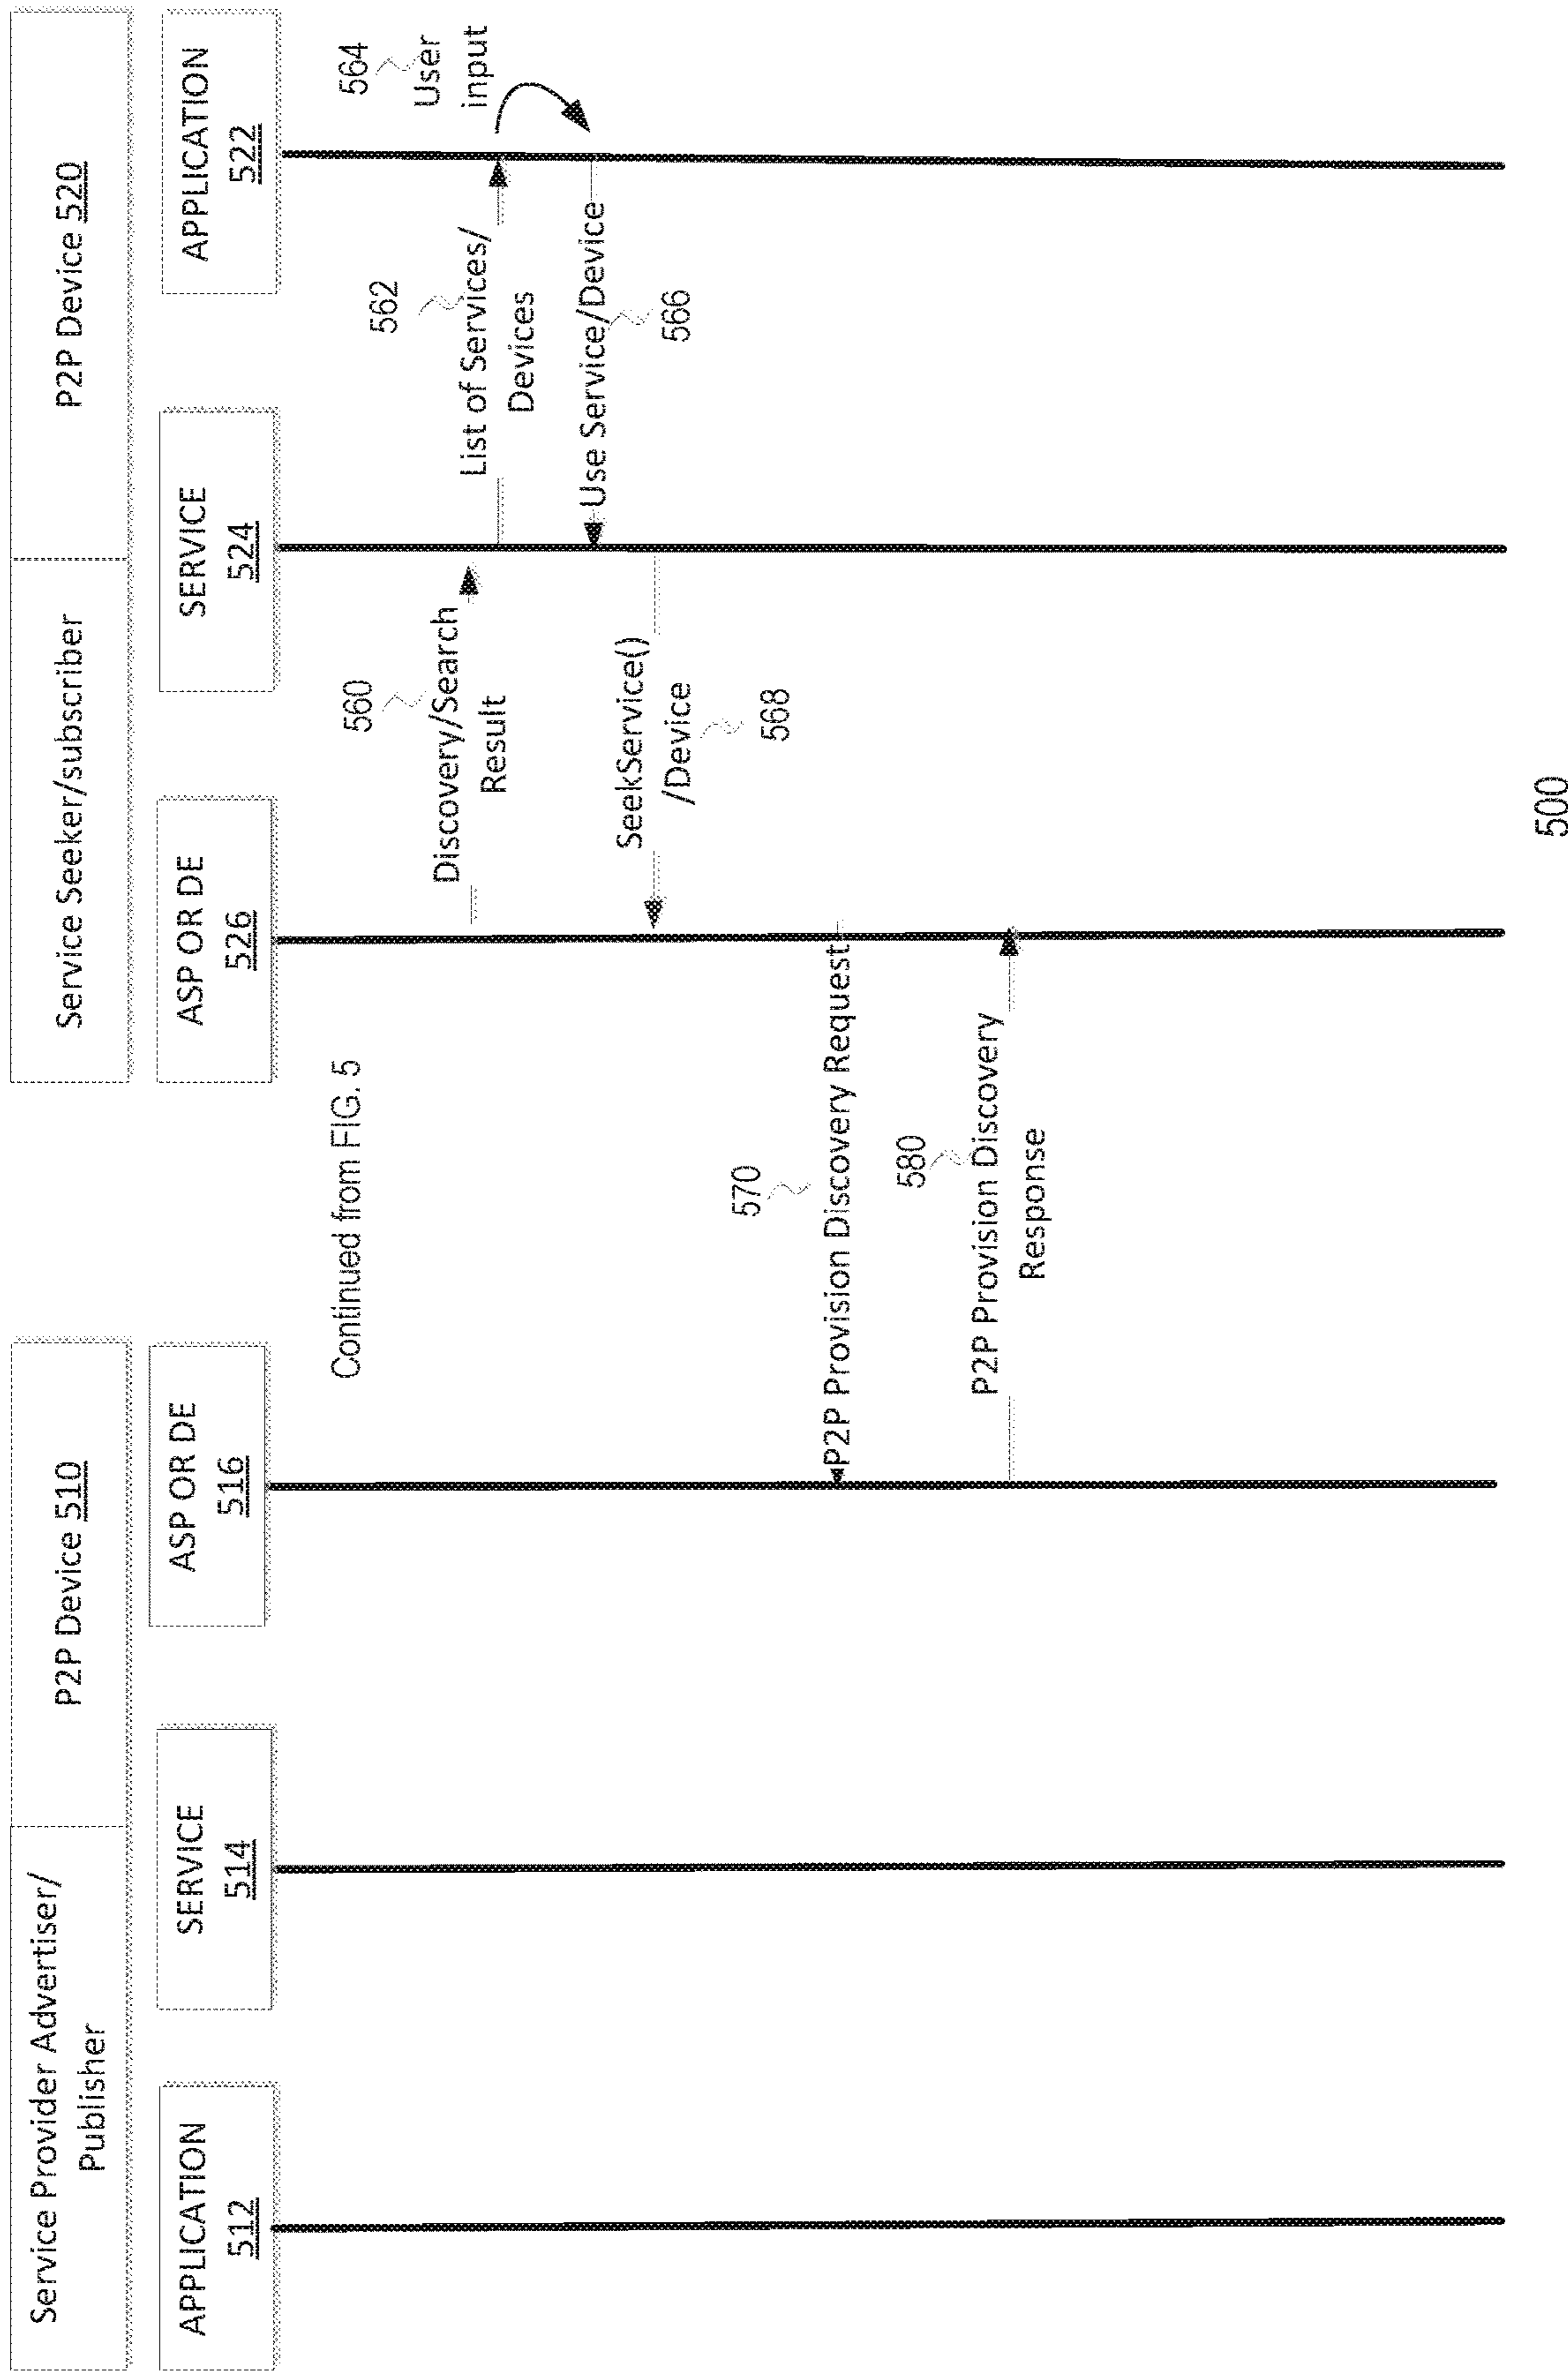 Service Provider Advertiser/
Publisher
P2P Device 510
Service Seeker/subscriber
P2P Device 520
APPLICATION
512
SERVICE
514
ASP OR DE
516
ASP OR DE
526
SERVICE
524
APPLICATION
522
Continued from FIG. 5
560
Discovery/Search
Result
562
List of Services/
Devices
564
User
input
Use Service/Device
566
SeekService()
/Device
568
570
P2P Provision Discovery Request
580
P2P Provision Discovery
Response
500